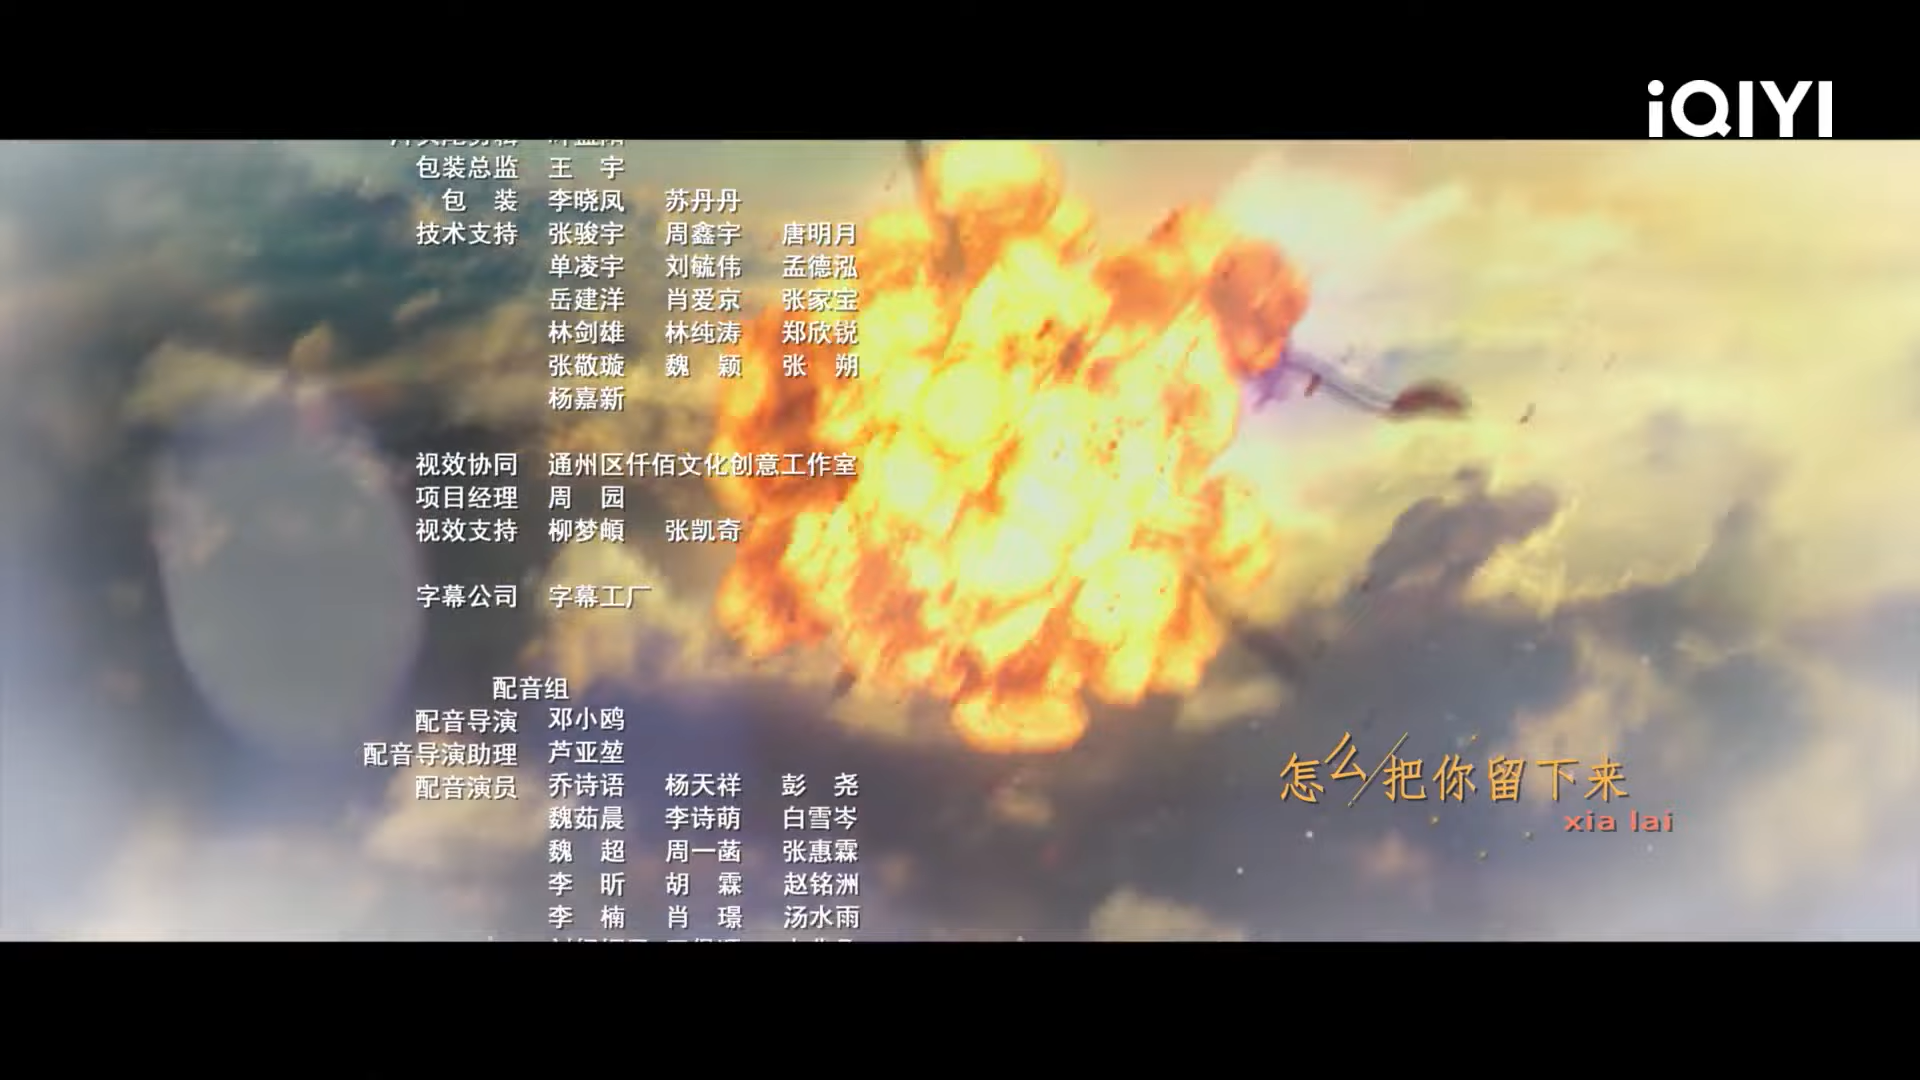 iQIYI
包装总监 王 宇
包 装 李晓凤 苏丹丹
技术支持 张骏宇 周鑫宇 唐明月
单凌宇 刘毓伟 孟德泓
岳建洋 肖爱京 张家宝
林剑雄 林纯涛 郑欣锐
张敬璇 魏 颖 张 朔
杨嘉新
视效协同 通州区仟佰文化创意工作室
项目经理 周 园
视效支持 柳梦頔 张凯奇
字幕公司 字幕工厂
配音组
配音导演 邓小鸥
配音导演助理 芦亚堃
配音演员 乔诗语 杨天祥 彭 尧
魏茹晨 李诗萌 白雪岑
魏 超 周一菡 张惠霖
李 昕 胡 霖 赵铭洲
李 楠 肖 璟 汤水雨
怎么把你留下来
xia lai